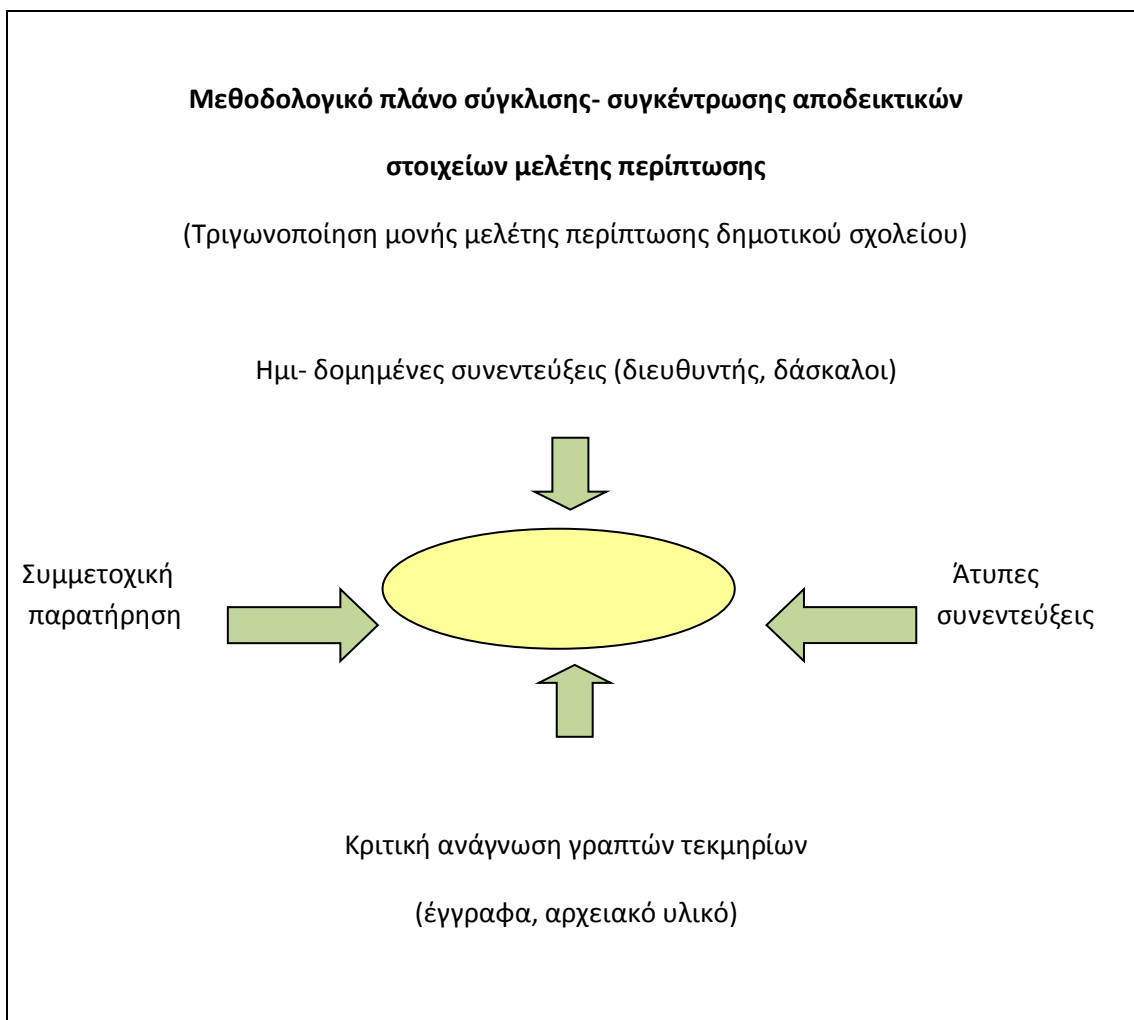 Μεθοδολογικό πλάνο σύγκλισης- συγκέντρωσης αποδεικτικών
στοιχείων μελέτης περίπτωσης
(Τριγωνοποίηση μονής μελέτης περίπτωσης δημοτικού σχολείου)
Ημι- δομημένες συνεντεύξεις (διευθυντής, δάσκαλοι)
Συμμετοχική
παρατήρηση
Άτυπες
συνεντεύξεις
Κριτική ανάγνωση γραπτών τεκμηρίων
(έγγραφα, αρχειακό υλικό)